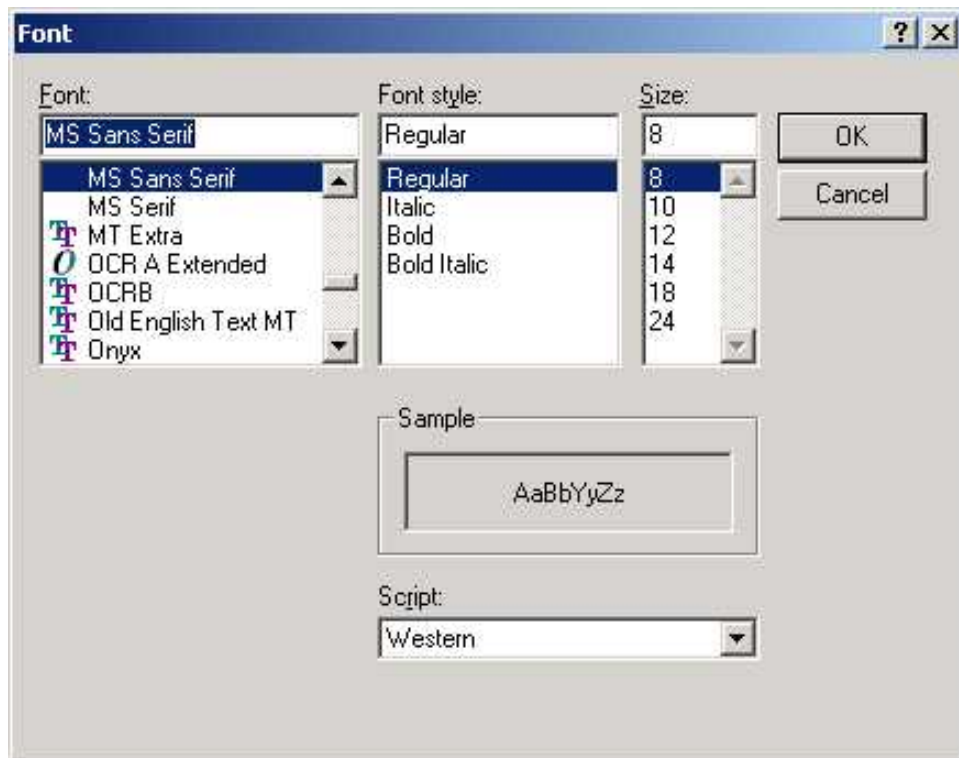 Font
Font:
MS Sans Serif
MS Sans Serif
MS Serif
MT Extra
OCR A Extended
OCRB
Old English Text MT
Onyx
Font style:
Regular
Regular
Italic
Bold
Bold Italic
Size:
8
8
10
12
14
18
24
OK
Cancel
Sample
AaBbYyZz
Script:
Western